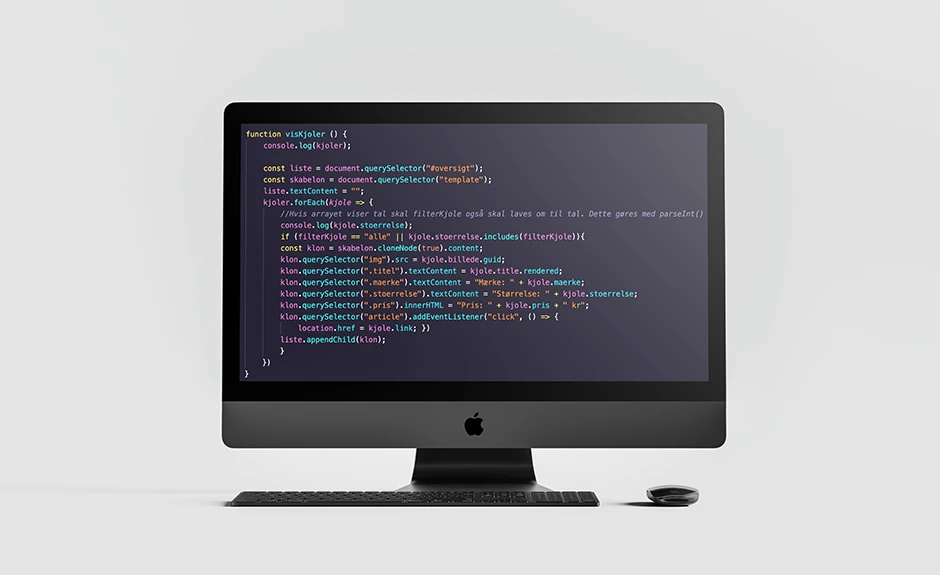 function visKjoler () {
console.log(kjoler);
const liste = document.querySelector("#oversigt");
const skabelon = document.querySelector("template");
liste.textContent = "";
kjoler.forEach(kjole => {
//Hvis arrayet viser tal skal filterKjole også skal laves om til tal. Dette gøres med parseInt()
console.log(kjole.stoerrelse);
if (filterKjole == "alle" || kjole.stoerrelse.includes(filterKjole)){
const klon = skabelon.cloneNode(true).content;
klon.querySelector("img").src = kjole.billede.guid;
klon.querySelector(".titel").textContent = kjole.title.rendered;
klon.querySelector(".maerke").textContent = "Mærke: " + kjole.maerke;
klon.querySelector(".stoerrelse").textContent = "Størrelse: " + kjole.stoerrelse;
klon.querySelector(".pris").innerHTML = "Pris: " + kjole.pris + " kr";
klon.querySelector("article").addEventListener("click", () => {
location.href = kjole.link; })
liste.appendChild(klon);
}
})
}